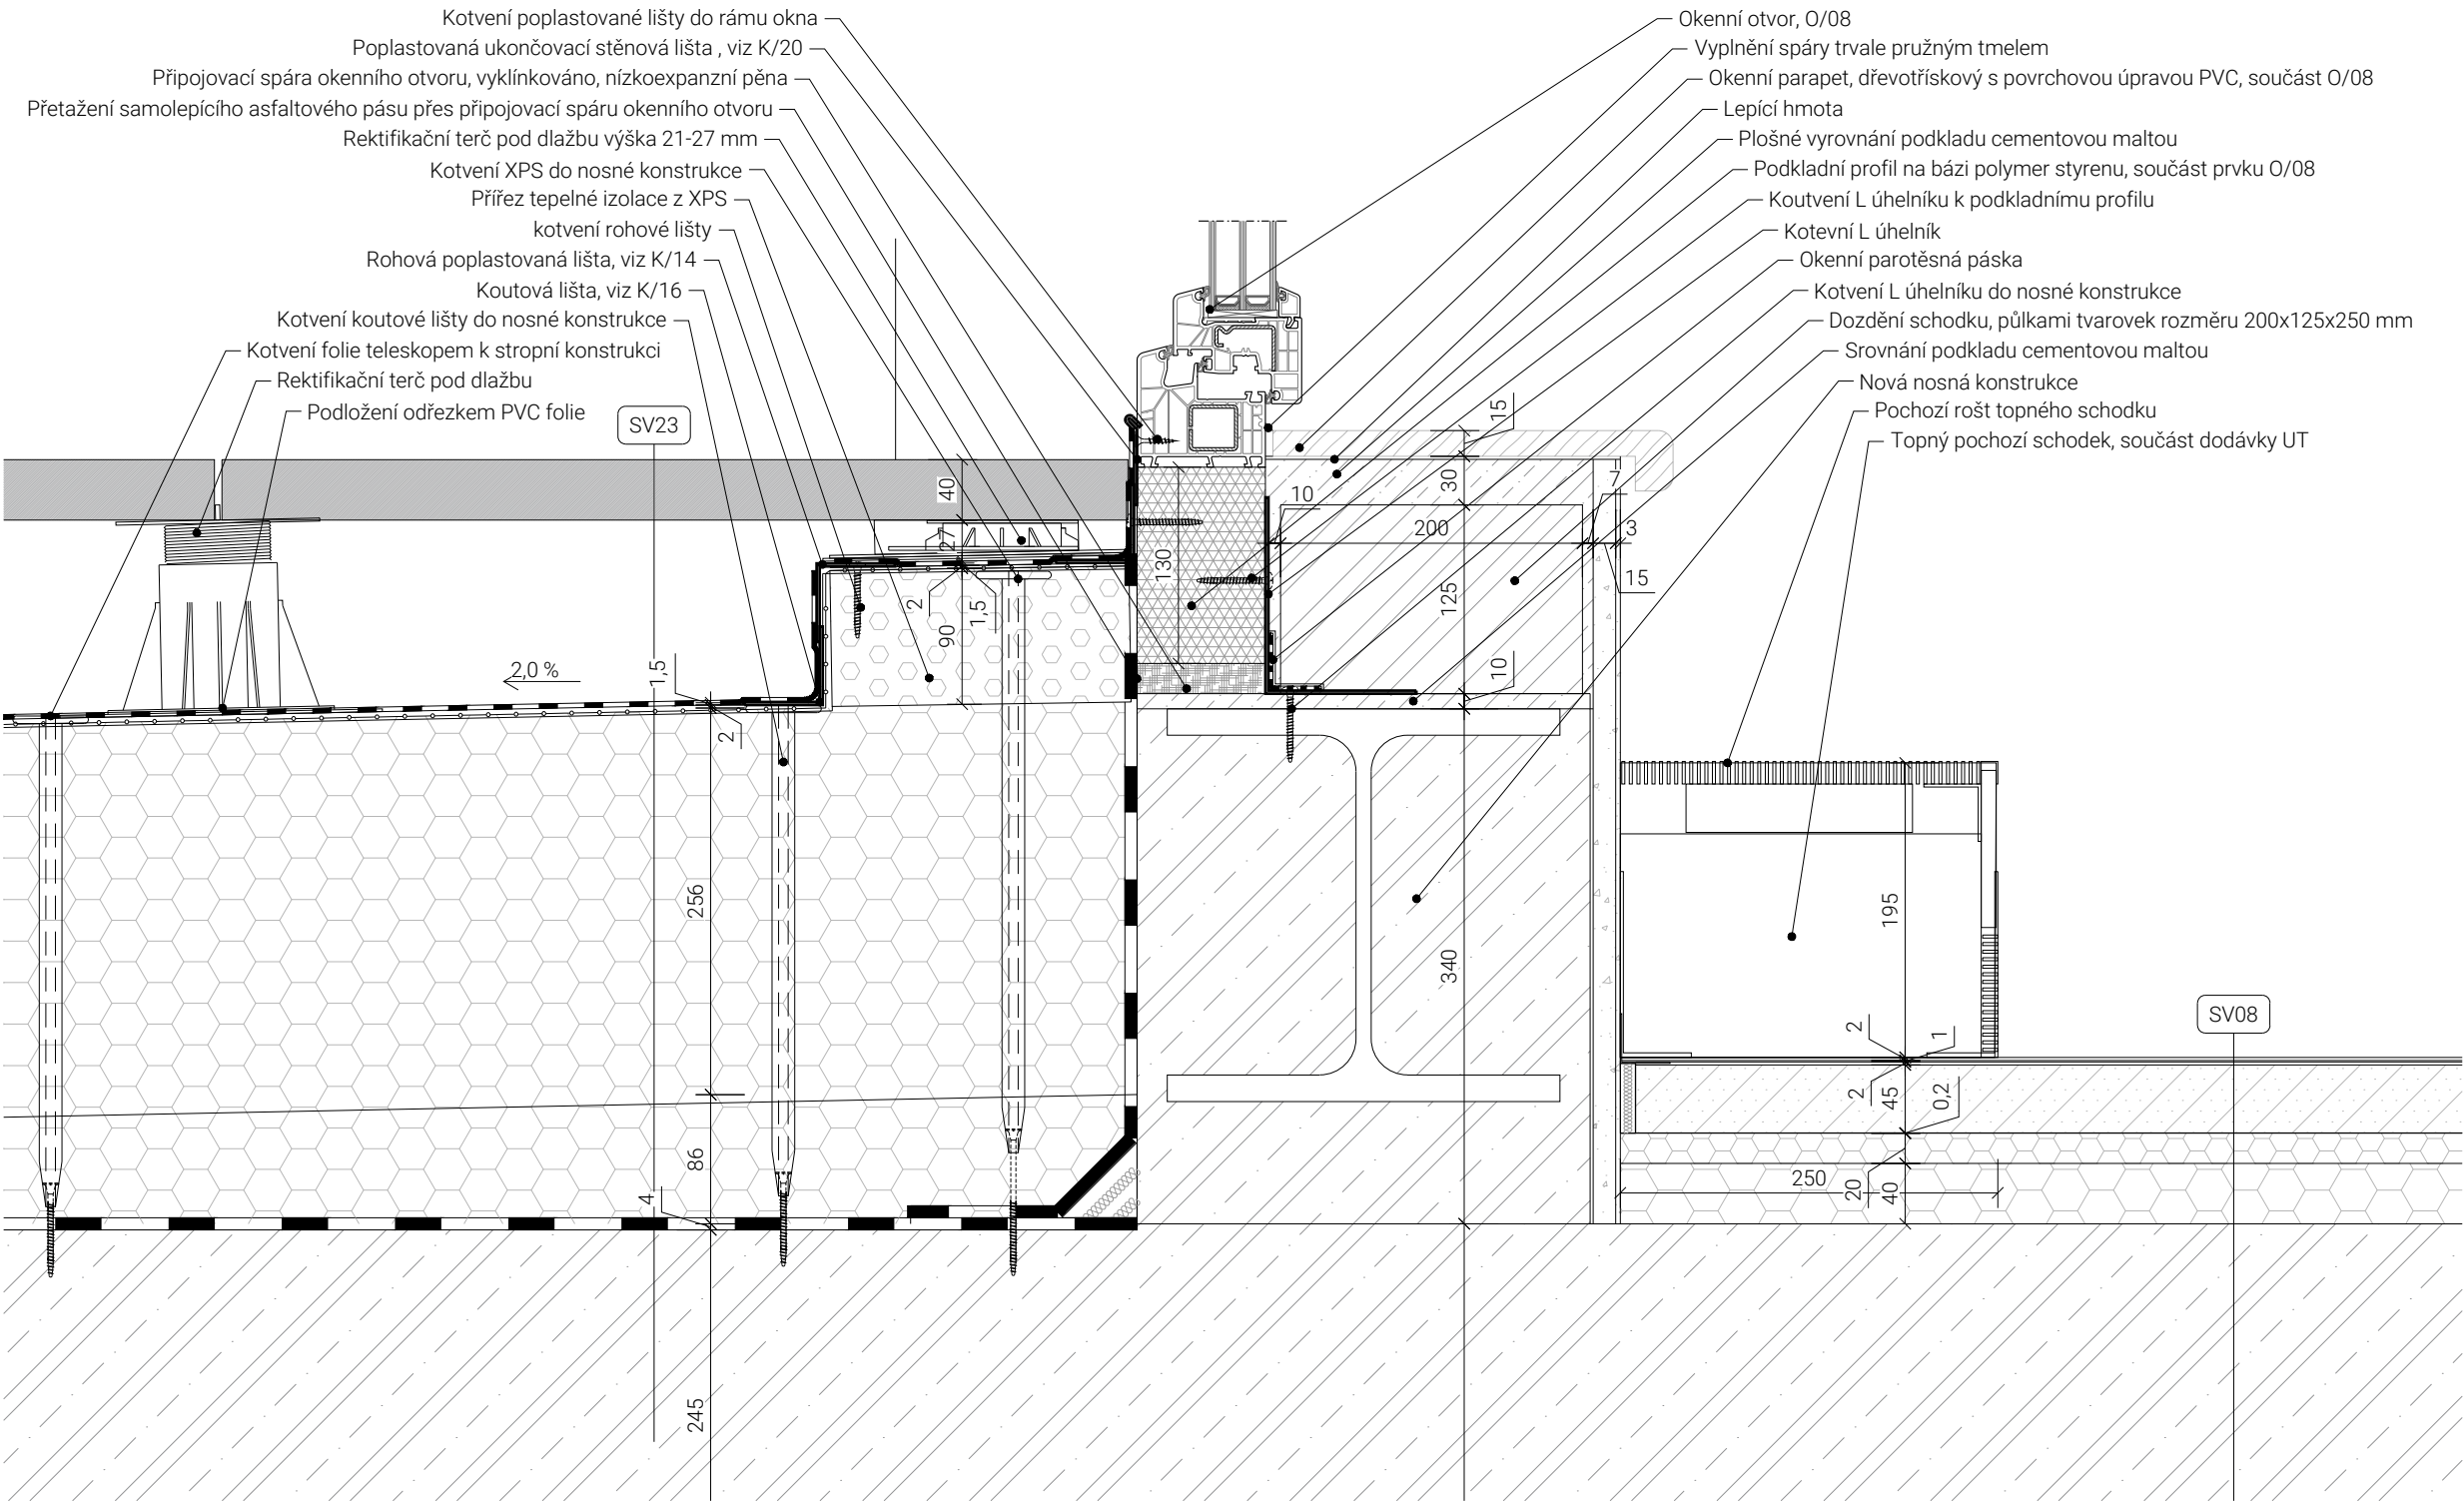 Kotvení poplastované lišty do rámu okna
Poplastovaná ukončovací stěnová lišta , viz K/20
Připojovací spára okenního otvoru, vyklínkováno, nízkoexpanzní pěna
Přetažení samolepícího asfaltového pásu přes připojovací spáru okenního otvoru
Rektifikační terč pod dlažbu výška 21-27 mm
Kotvení XPS do nosné konstrukce
Přířez tepelné izolace z XPS
kotvení rohové lišty
Rohová poplastovaná lišta, viz K/14
Koutová lišta, viz K/16
Kotvení koutové lišty do nosné konstrukce
Kotvení folie teleskopem k stropní konstrukci
Rektifikační terč pod dlažbu
Podložení odřezkem PVC folie
Okenní otvor, O/08
Vyplnění spáry trvale pružným tmelem
Okenní parapet, dřevotřískový s povrchovou úpravou PVC, součást O/08
Lepící hmota
Plošné vyrovnání podkladu cementovou maltou
Podkladní profil na bázi polymer styrenu, součást prvku O/08
Koutvení L úhelníku k podkladnímu profilu
Kotevní L úhelník
Okenní parotěsná páska
Kotvení L úhelníku do nosné konstrukce
Dozdění schodku, půlkami tvarovek rozměru 200x125x250 mm
Srovnání podkladu cementovou maltou
Nová nosná konstrukce
Pochozí rošt topného schodku
Topný pochozí schodek, součást dodávky UT
SV23
40
27
2
1,5
90
2,0 %
1,5
2
256
86
4
245
130
15
30
10
200
7
3
15
125
10
340
195
2
1
2
45
0,2
250
20
40
SV08